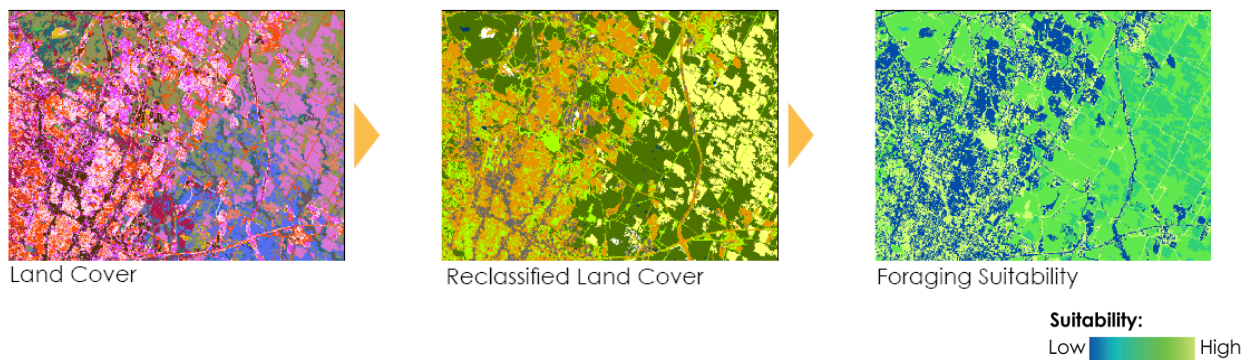 Land Cover
Reclassified Land Cover
Foraging Suitability
Suitability:
Low High